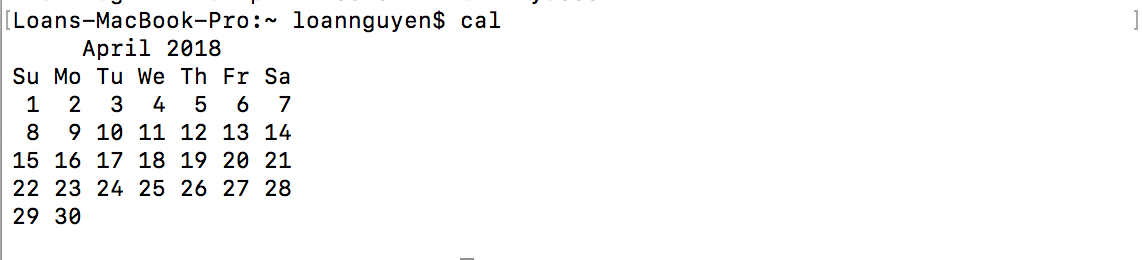 [Loans-MacBook-Pro:~ loannguyen$ cal ]
April 2018
Su Mo Tu We Th Fr Sa
1 2 3 4 5 6 7
8 9 10 11 12 13 14
15 16 17 18 19 20 21
22 23 24 25 26 27 28
29 30